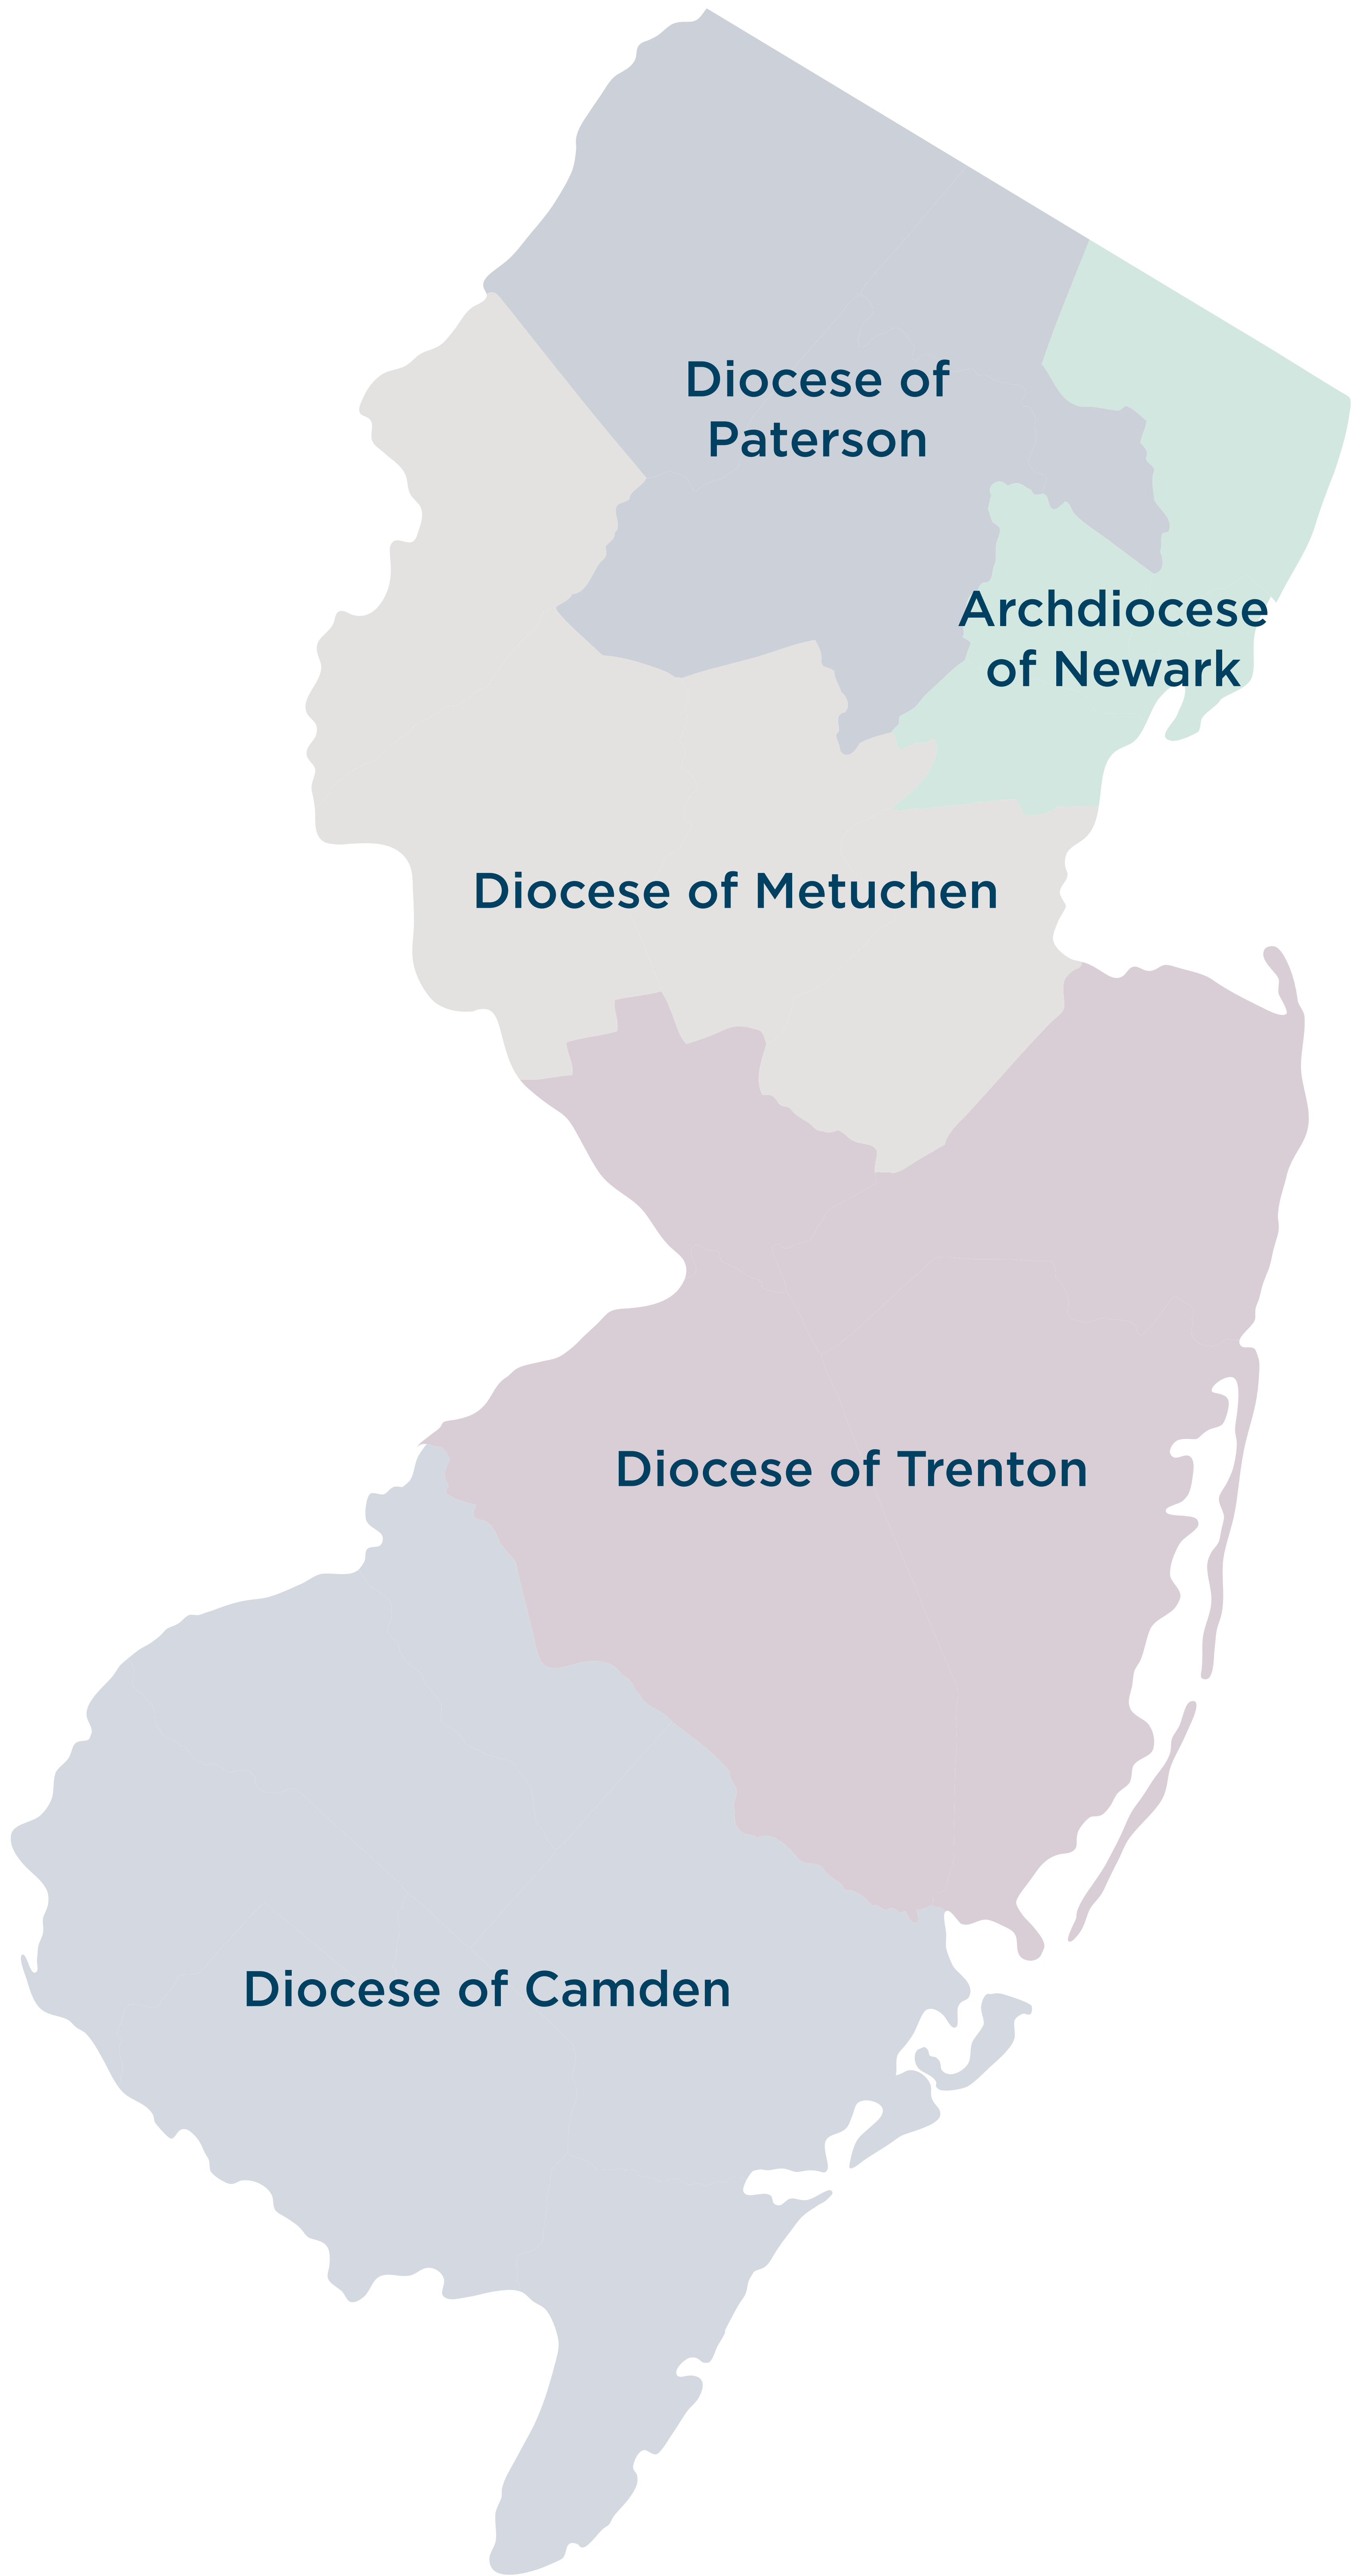 Diocese of
Paterson
Archdiocese
of Newark
Diocese of Metuchen
Diocese of Trenton
Diocese of Camden